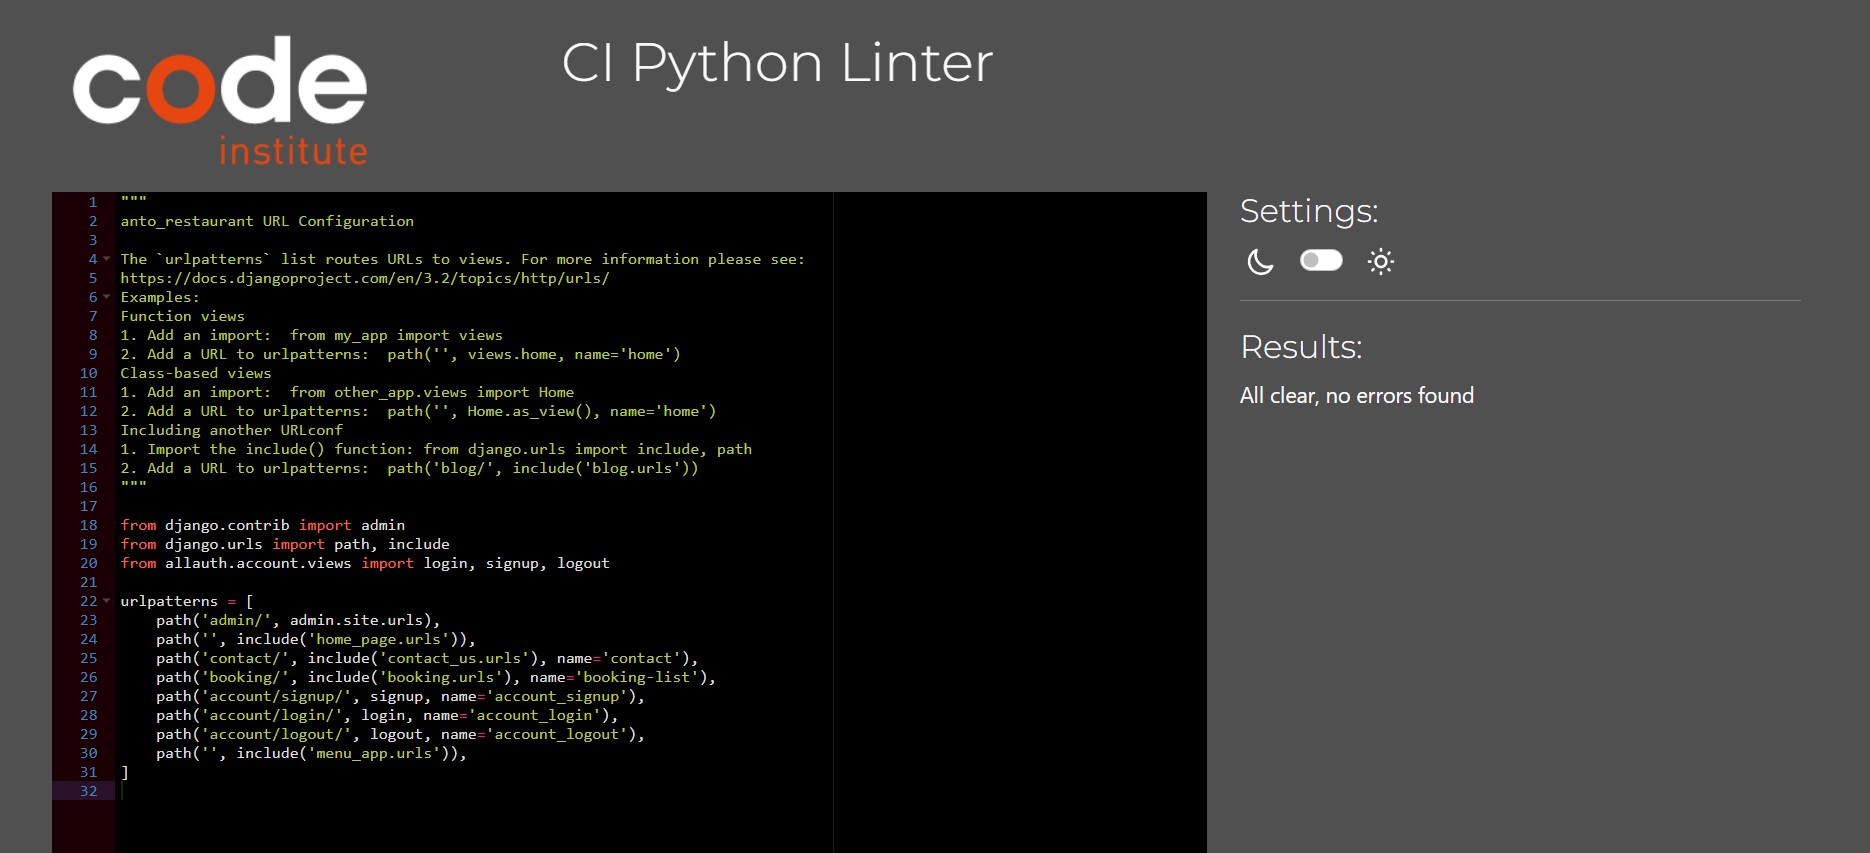 code
institute
CI Python Linter
1 """
2 anto_restaurant URL Configuration
3
4 The `urlpatterns` list routes URLs to views. For more information please see:
5 https://docs.djangoproject.com/en/3.2/topics/http/urls/
6 Examples:
7 Function views
8 1. Add an import:  from my_app import views
9 2. Add a URL to urlpatterns:  path('', views.home, name='home')
10 Class-based views
11 1. Add an import:  from other_app.views import Home
12 2. Add a URL to urlpatterns:  path('', Home.as_view(), name='home')
13 Including another URLconf
14 1. Import the include() function: from django.urls import include, path
15 2. Add a URL to urlpatterns:  path('blog/', include('blog.urls'))
16 """
17
18 from django.contrib import admin
19 from django.urls import path, include
20 from allauth.account.views import login, signup, logout
21
22 urlpatterns = [
23     path('admin/', admin.site.urls),
24     path('', include('home_page.urls')),
25     path('contact/', include('contact_us.urls'), name='contact'),
26     path('booking/', include('booking.urls'), name='booking-list'),
27     path('account/signup/', signup, name='account_signup'),
28     path('account/login/', login, name='account_login'),
29     path('account/logout/', logout, name='account_logout'),
30     path('', include('menu_app.urls')),
31 ]
32
Settings:
Results:
All clear, no errors found